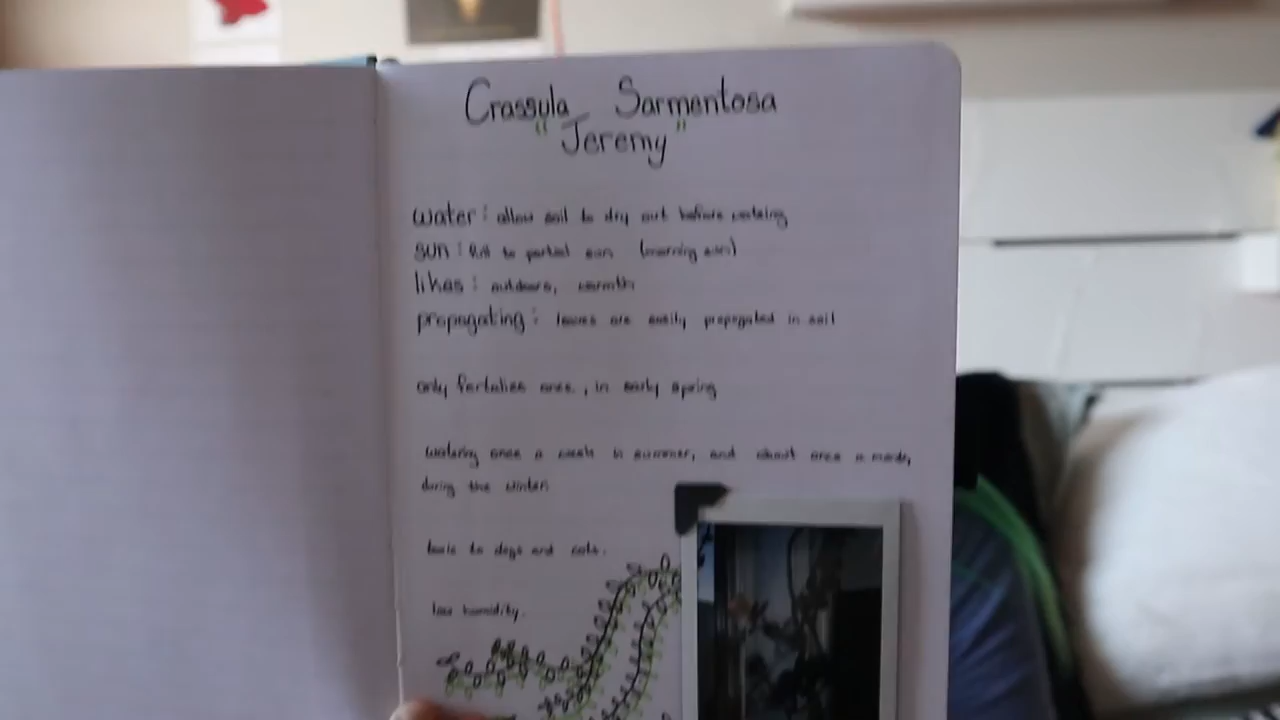 Crassula Sarmentosa
"Jeremy"
water: allow soil to dry out before watering
sun: full to partial sun (morning sun)
likes: outdoors, warmth
propagating: leaves are easily propagated in soil
only fertalise once, in early spring
watering once a week in summer, and about once a month,
during the winter
toxic to dogs and cats.
low humidity.